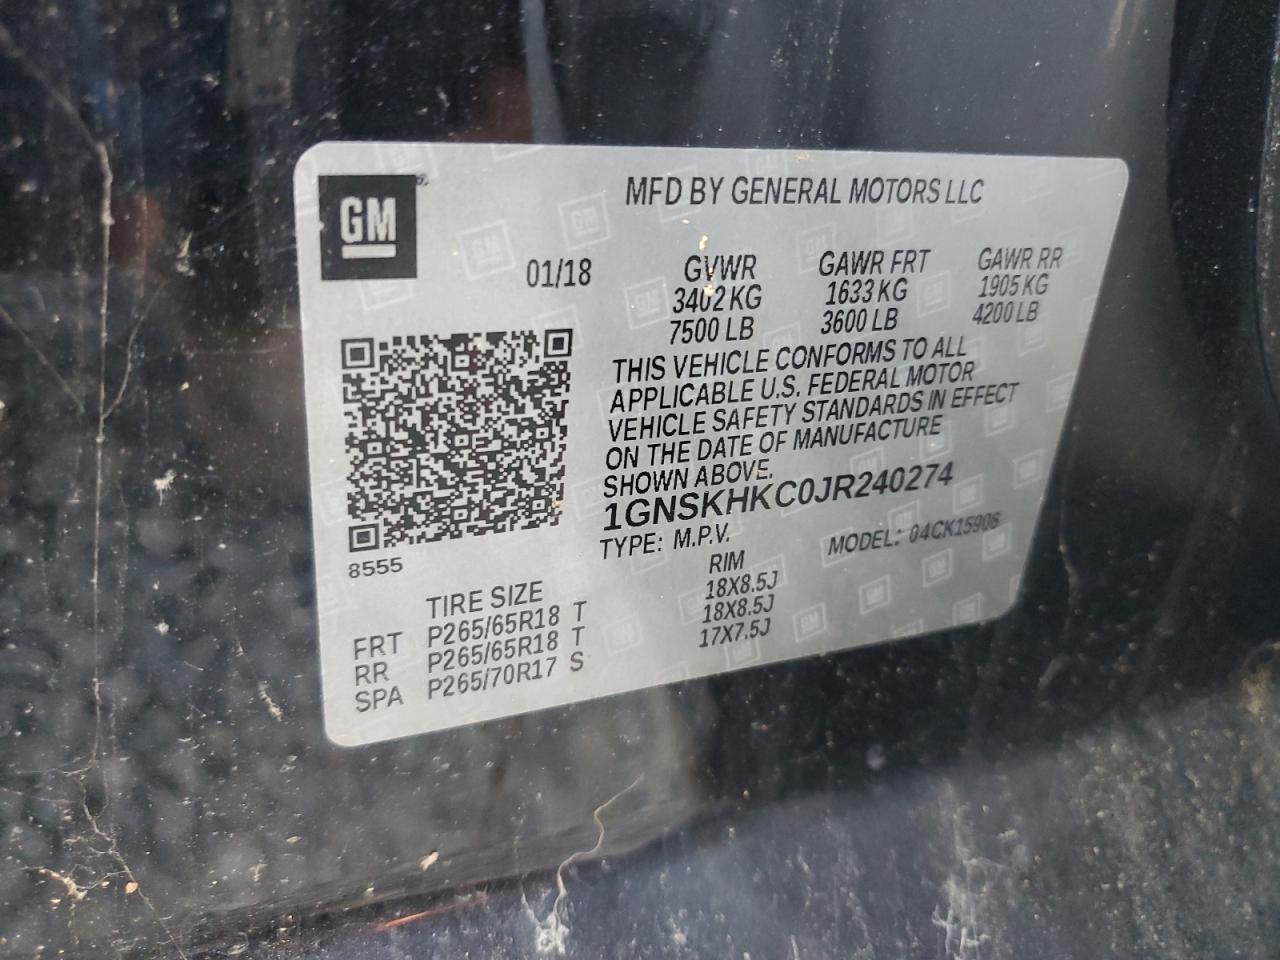 GM
MFD BY GENERAL MOTORS LLC
01/18
GVWR GAWR FRT GAWR RR
3402 KG 1633 KG 1905 KG
7500 LB 3600 LB 4200 LB
THIS VEHICLE CONFORMS TO ALL
APPLICABLE U.S. FEDERAL MOTOR
VEHICLE SAFETY STANDARDS IN EFFECT
ON THE DATE OF MANUFACTURE
SHOWN ABOVE.
1GNSKHKC0JR240274
TYPE: M.P.V. MODEL: 04CK15906
8555
TIRE SIZE RIM
FRT P265/65R18 T 18X8.5J
RR P265/65R18 T 18X8.5J
SPA P265/70R17 S 17X7.5J